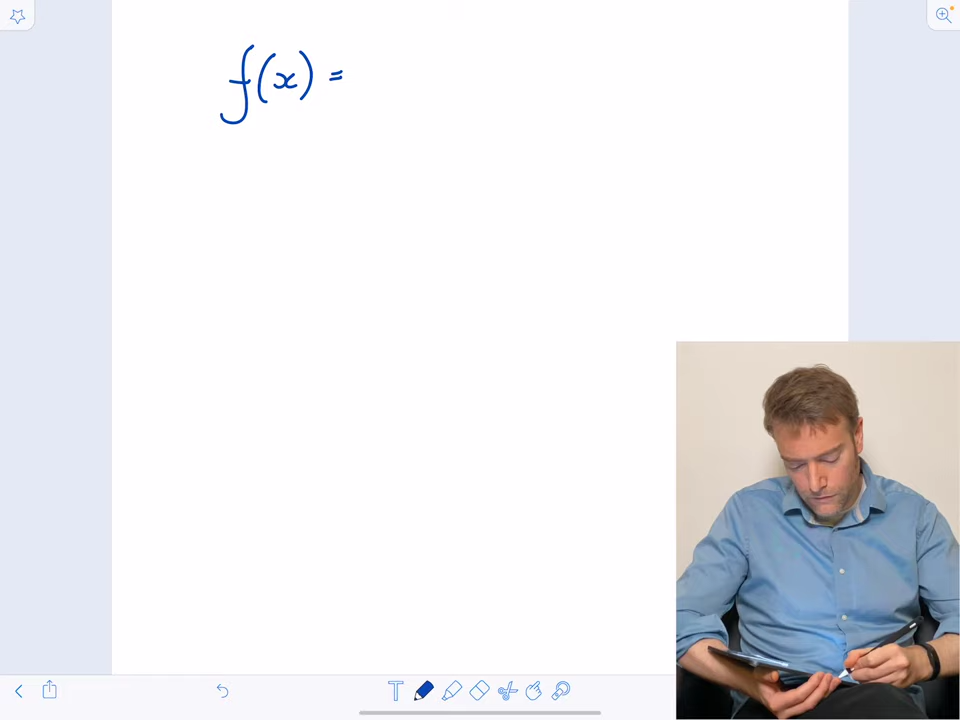 f(x) =